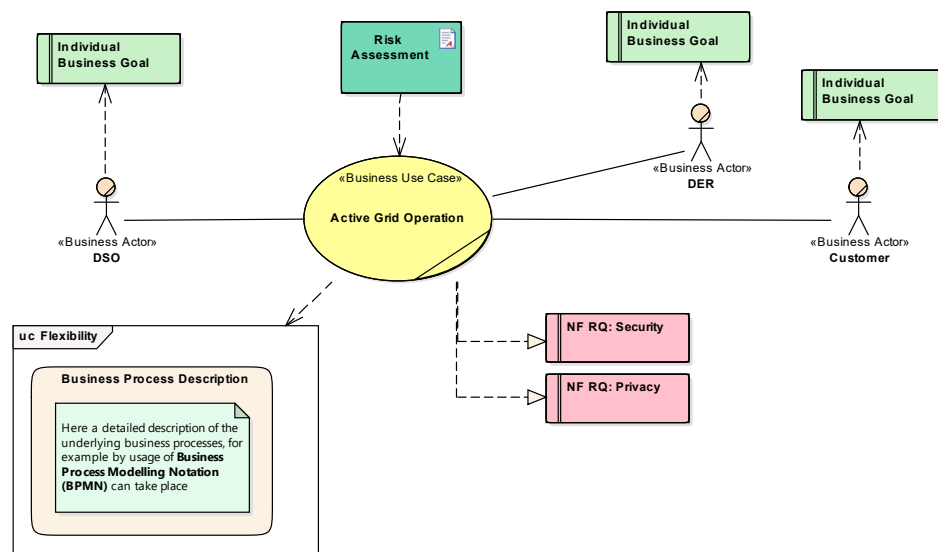 Individual
Business Goal
Risk
Assessment
Individual
Business Goal
Individual
Business Goal
«Business Use Case»
Active Grid Operation
«Business Actor»
DSO
«Business Actor»
DER
«Business Actor»
Customer
uc Flexibility
Business Process Description
Here a detailed description of the
underlying business processes, for
example by usage of Business
Process Modelling Notation
(BPMN) can take place
NF RQ: Security
NF RQ: Privacy